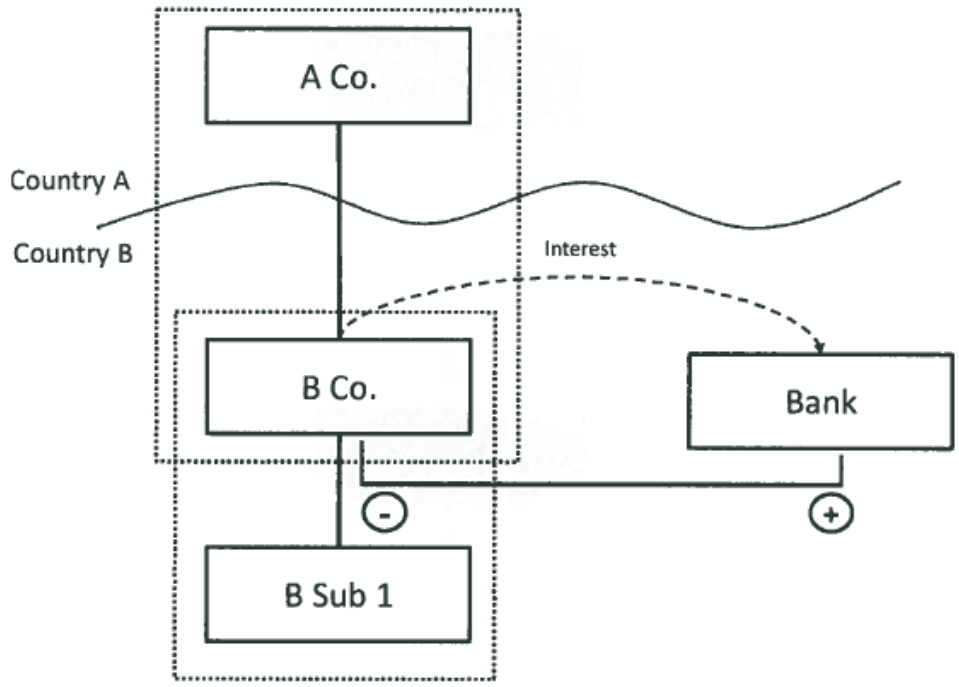 A Co.
Country A
Country B
Interest
B Co.
Bank
-
+
B Sub 1